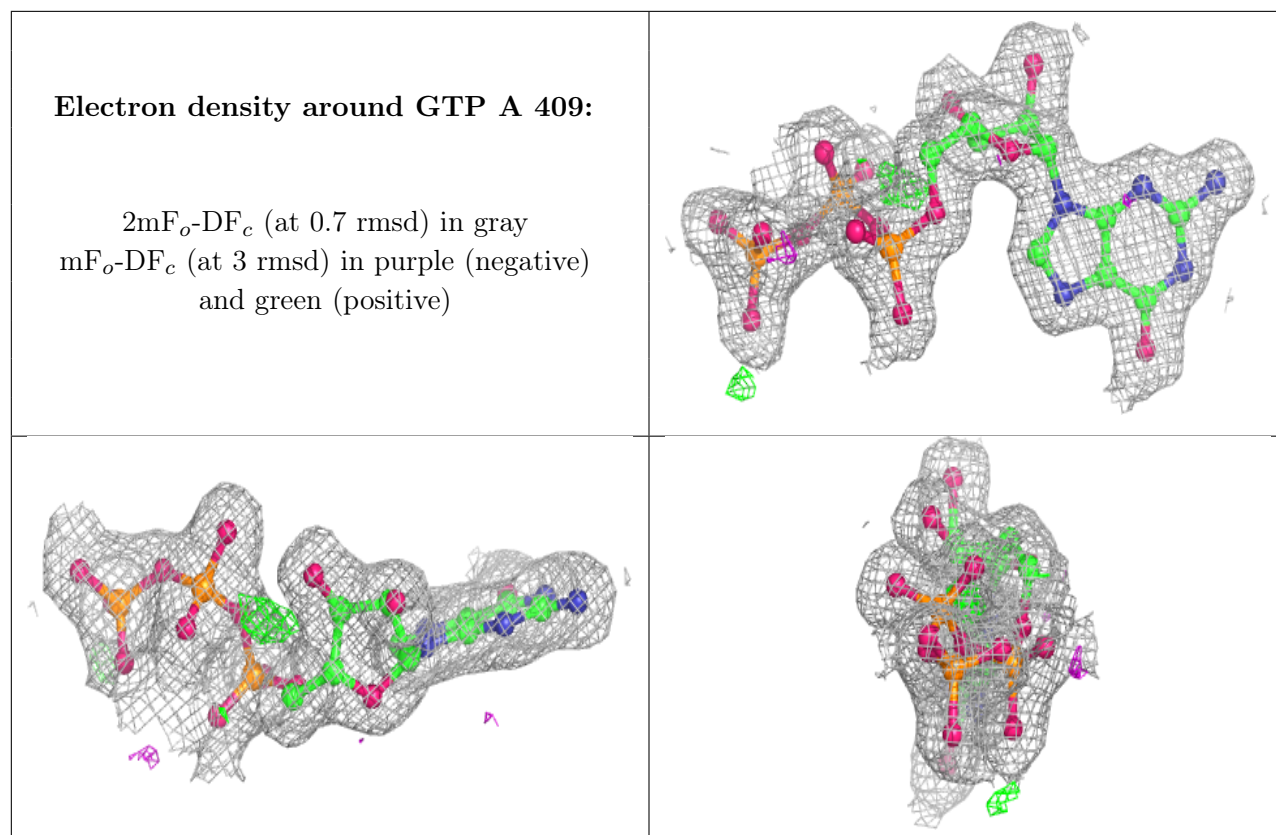 Electron density around GTP A 409:
2mFo-DFc (at 0.7 rmsd) in gray
mFo-DFc (at 3 rmsd) in purple (negative)
and green (positive)